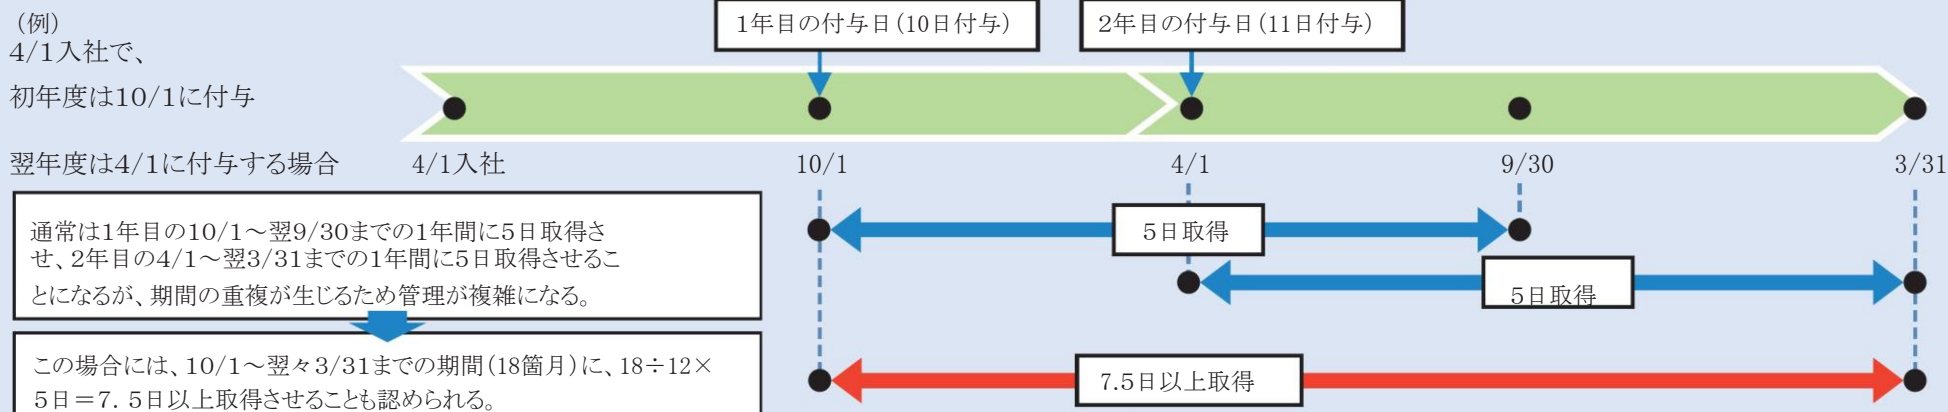 （例）
4/1入社で、
初年度は10/1に付与
翌年度は4/1に付与する場合
1年目の付与日（10日付与）
2年目の付与日（11日付与）
4/1入社
10/1
4/1
9/30
3/31
通常は1年目の10/1～翌9/30までの1年間に5日取得さ
せ、2年目の4/1～翌3/31までの1年間に5日取得させるこ
とになるが、期間の重複が生じるため管理が複雑になる。
5日取得
5日取得
この場合には、10/1～翌々3/31までの期間（18箇月）に、18÷12×
5日＝7．5日以上取得させることも認められる。
7.5日以上取得